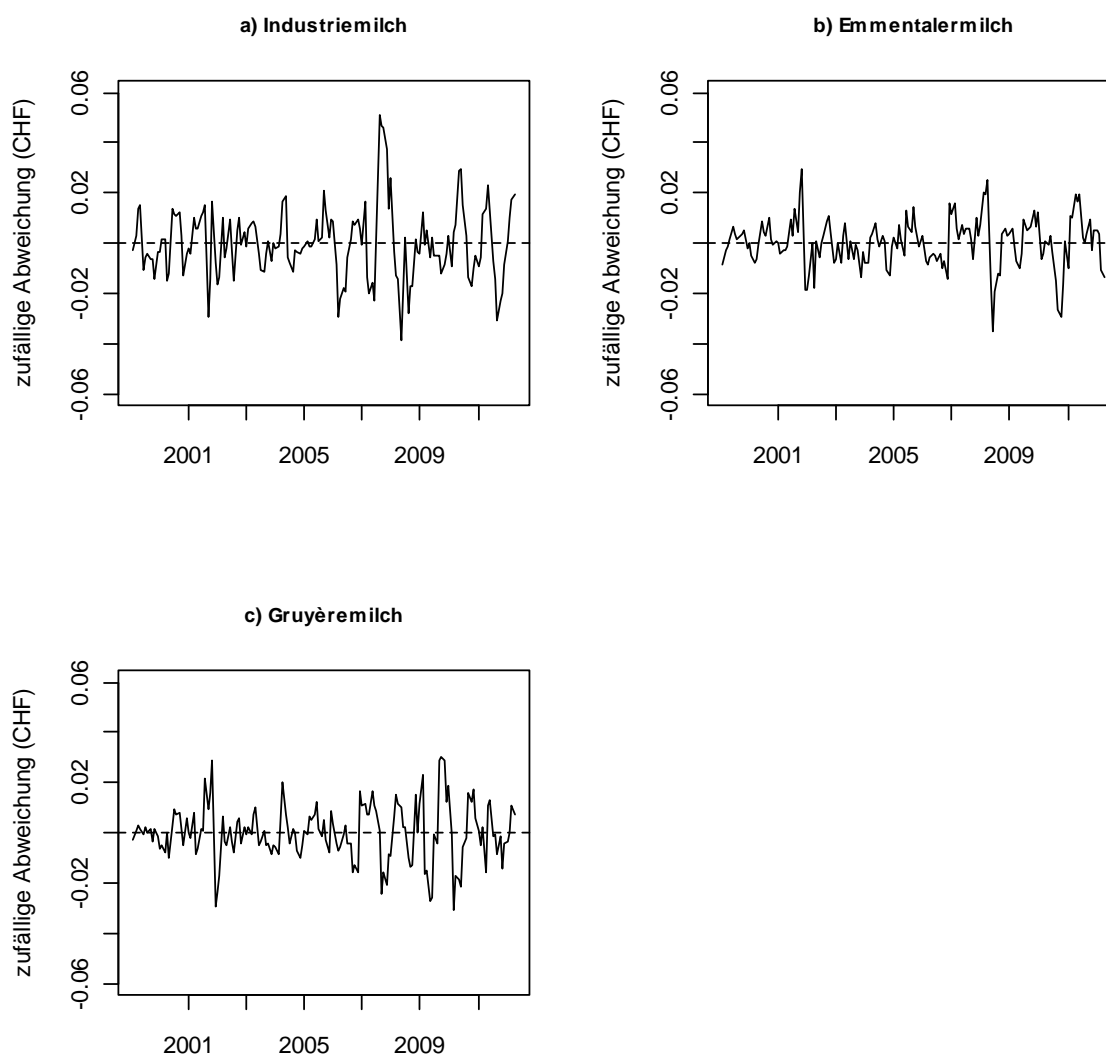 a) Industriemilch
zufällige Abweichung (CHF)
0.06
0.02
-0.02
-0.06
2001 2005 2009
b) Emmentalermilch
zufällige Abweichung (CHF)
0.06
0.02
-0.02
-0.06
2001 2005 2009
c) Gruyèremilch
zufällige Abweichung (CHF)
0.06
0.02
-0.02
-0.06
2001 2005 2009